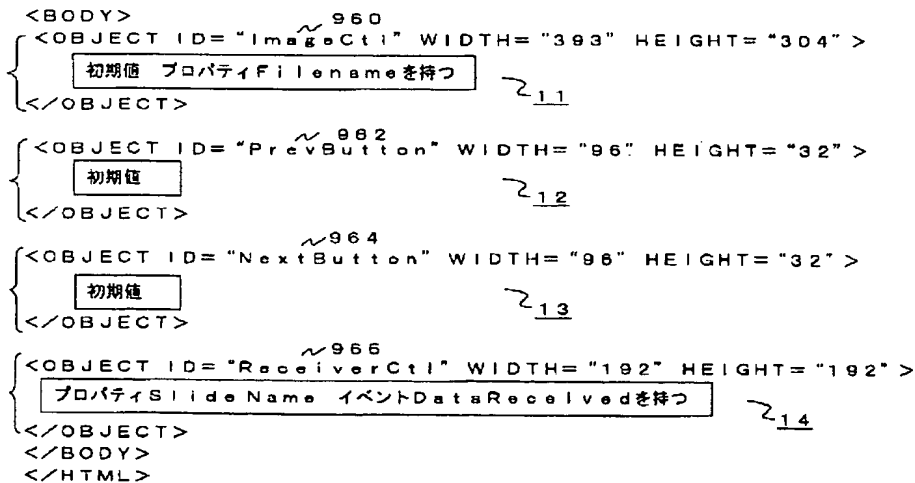 <BODY>
960
<OBJECT ID="ImageCtl" WIDTH="393" HEIGHT="304">
初期値 プロパティFilenameを持つ
11
</OBJECT>
962
<OBJECT ID="PrevButton" WIDTH="96" HEIGHT="32">
初期値
12
</OBJECT>
964
<OBJECT ID="NextButton" WIDTH="96" HEIGHT="32">
初期値
13
</OBJECT>
966
<OBJECT ID="ReceiverCtl" WIDTH="192" HEIGHT="192">
プロパティSlideName イベントDataReceivedを持つ
14
</OBJECT>
</BODY>
</HTML>